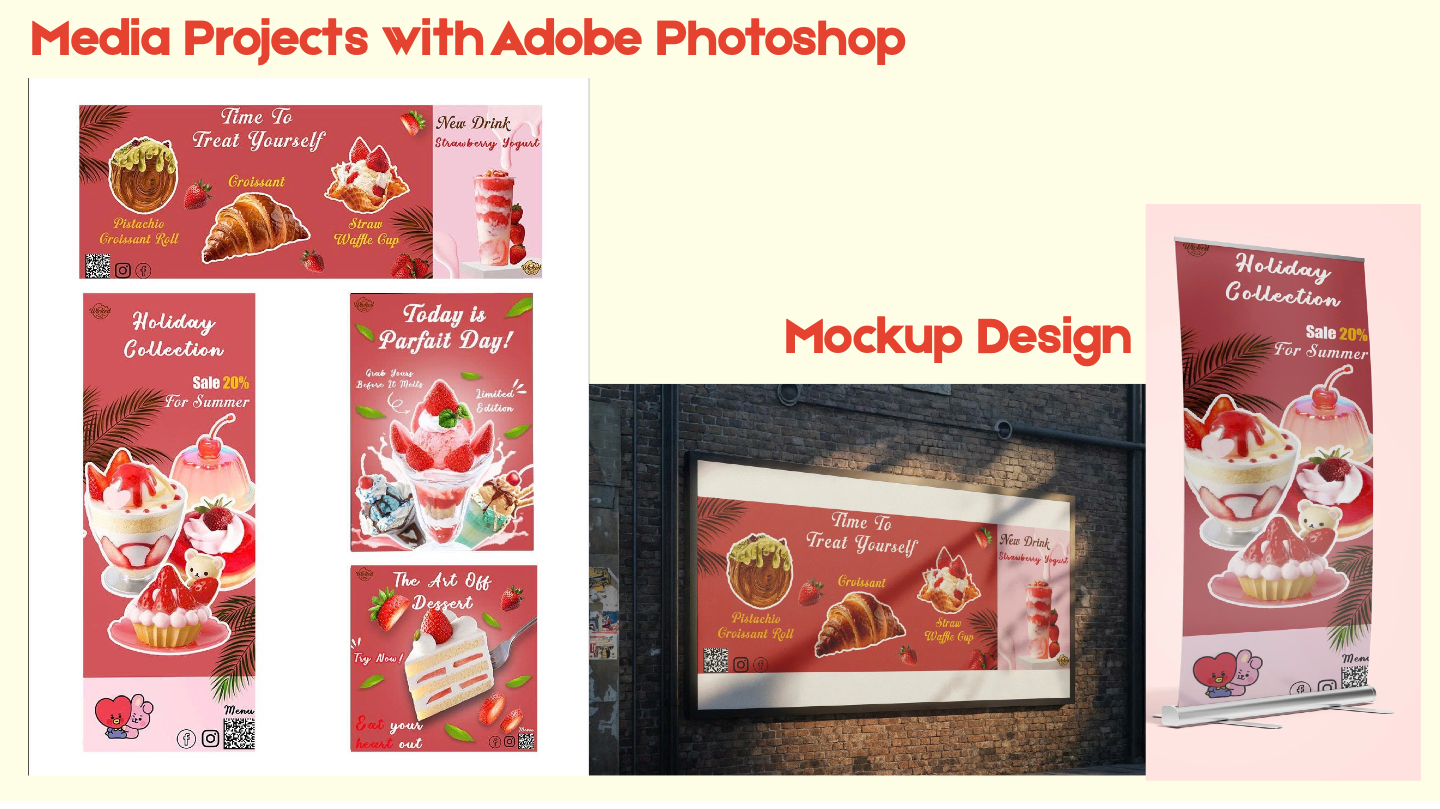 Media Projects with Adobe Photoshop
Time To
Treat Yourself
New Drink
Strawberry Yogurt
Croissant
Pistachio
Croissant Roll
Straw
Waffle Cup
Holiday
Collection
Sale 20%
For Summer
Menu
Today is
Parfait Day!
Grab Yours
Before It Melts
Limited
Edition
The Art Off
Dessert
Try Now!
Eat your
heart out
Menu
Mockup Design
Time To
Treat Yourself
New Drink
Strawberry Yogurt
Croissant
Pistachio
Croissant Roll
Straw
Waffle Cup
Holiday
Collection
Sale 20%
For Summer
Menu